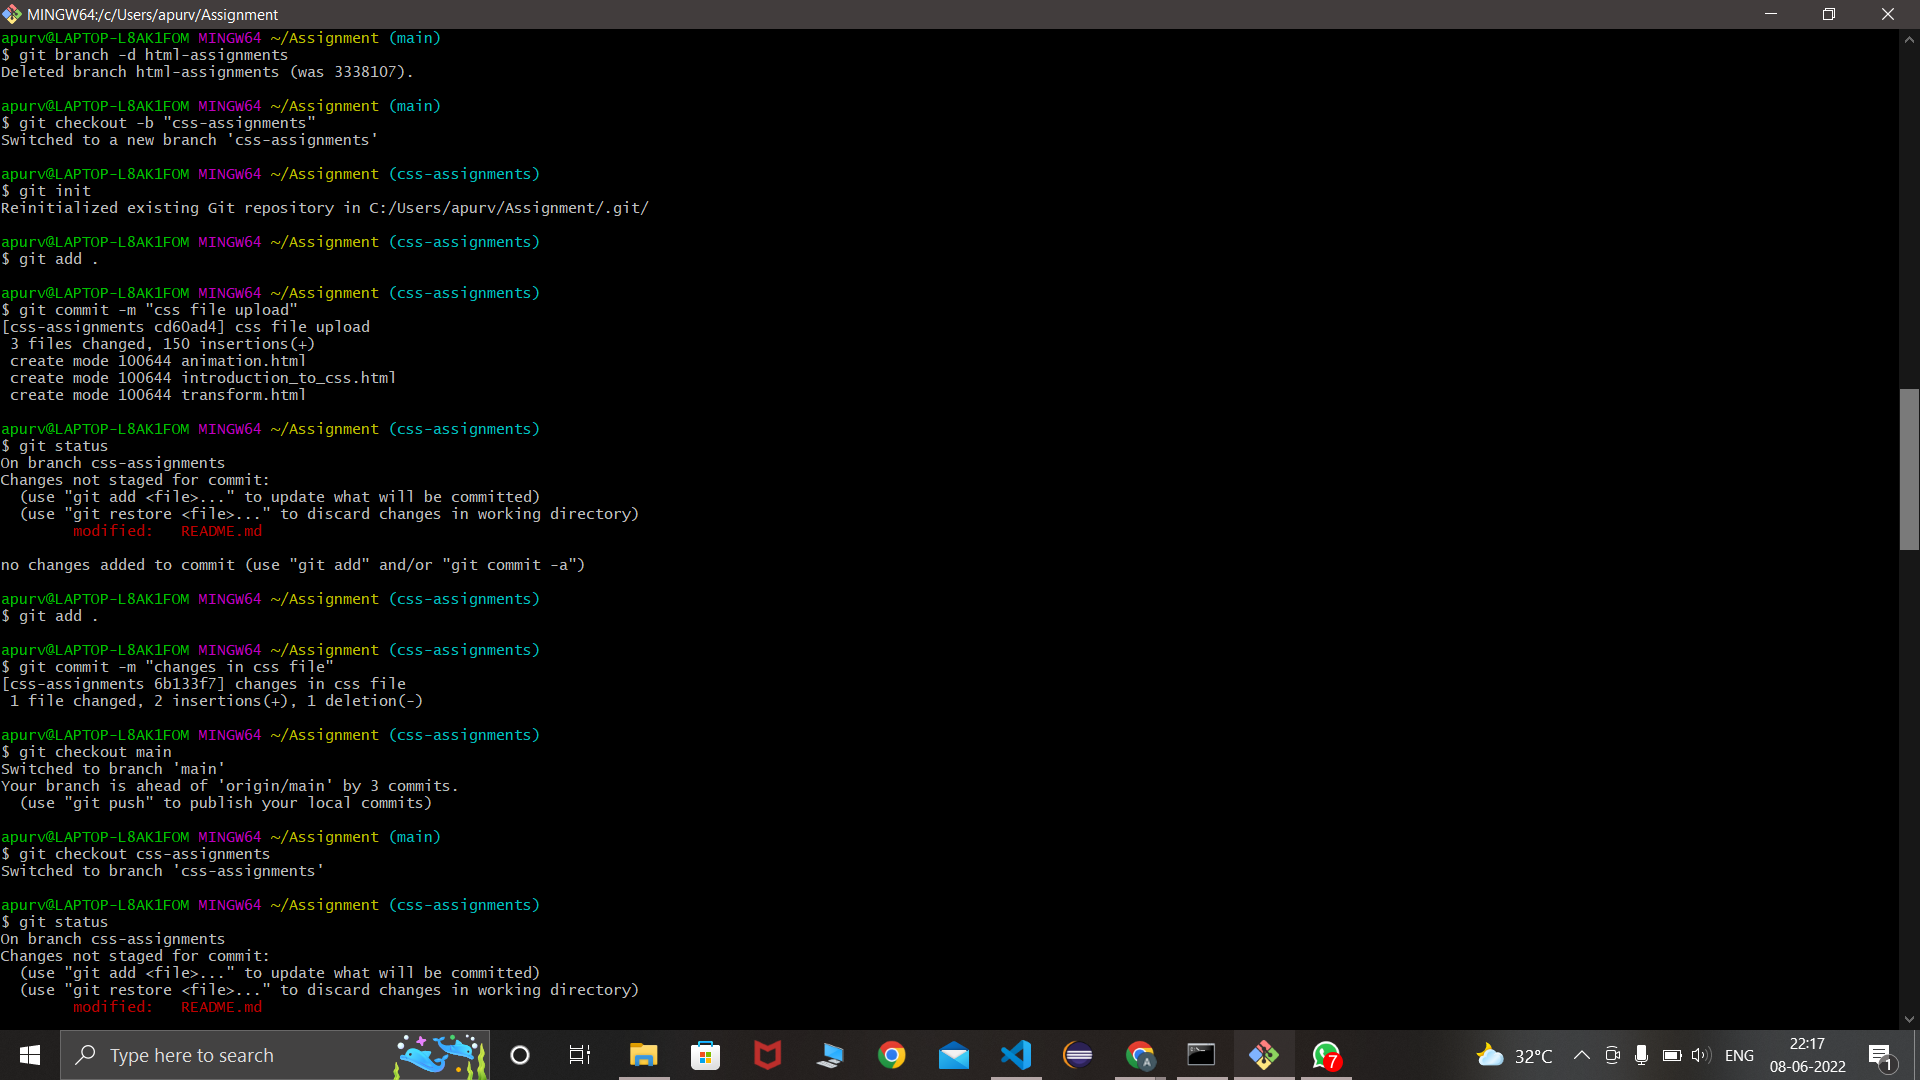 MINGW64:/c/Users/apurv/Assignment
apurv@LAPTOP-L8AK1FOM MINGW64 ~/Assignment (main)
$ git branch -d html-assignments
Deleted branch html-assignments (was 3338107).
apurv@LAPTOP-L8AK1FOM MINGW64 ~/Assignment (main)
$ git checkout -b "css-assignments"
Switched to a new branch 'css-assignments'
apurv@LAPTOP-L8AK1FOM MINGW64 ~/Assignment (css-assignments)
$ git init
Reinitialized existing Git repository in C:/Users/apurv/Assignment/.git/
apurv@LAPTOP-L8AK1FOM MINGW64 ~/Assignment (css-assignments)
$ git add .
apurv@LAPTOP-L8AK1FOM MINGW64 ~/Assignment (css-assignments)
$ git commit -m "css file upload"
[css-assignments cd60ad4] css file upload
 3 files changed, 150 insertions(+)
 create mode 100644 animation.html
 create mode 100644 introduction_to_css.html
 create mode 100644 transform.html
apurv@LAPTOP-L8AK1FOM MINGW64 ~/Assignment (css-assignments)
$ git status
On branch css-assignments
Changes not staged for commit:
  (use "git add <file>..." to update what will be committed)
  (use "git restore <file>..." to discard changes in working directory)
        modified:   README.md
no changes added to commit (use "git add" and/or "git commit -a")
apurv@LAPTOP-L8AK1FOM MINGW64 ~/Assignment (css-assignments)
$ git add .
apurv@LAPTOP-L8AK1FOM MINGW64 ~/Assignment (css-assignments)
$ git commit -m "changes in css file"
[css-assignments 6b133f7] changes in css file
 1 file changed, 2 insertions(+), 1 deletion(-)
apurv@LAPTOP-L8AK1FOM MINGW64 ~/Assignment (css-assignments)
$ git checkout main
Switched to branch 'main'
Your branch is ahead of 'origin/main' by 3 commits.
  (use "git push" to publish your local commits)
apurv@LAPTOP-L8AK1FOM MINGW64 ~/Assignment (main)
$ git checkout css-assignments
Switched to branch 'css-assignments'
apurv@LAPTOP-L8AK1FOM MINGW64 ~/Assignment (css-assignments)
$ git status
On branch css-assignments
Changes not staged for commit:
  (use "git add <file>..." to update what will be committed)
  (use "git restore <file>..." to discard changes in working directory)
        modified:   README.md
Type here to search
A
7
32°C
ENG
22:17
08-06-2022
1